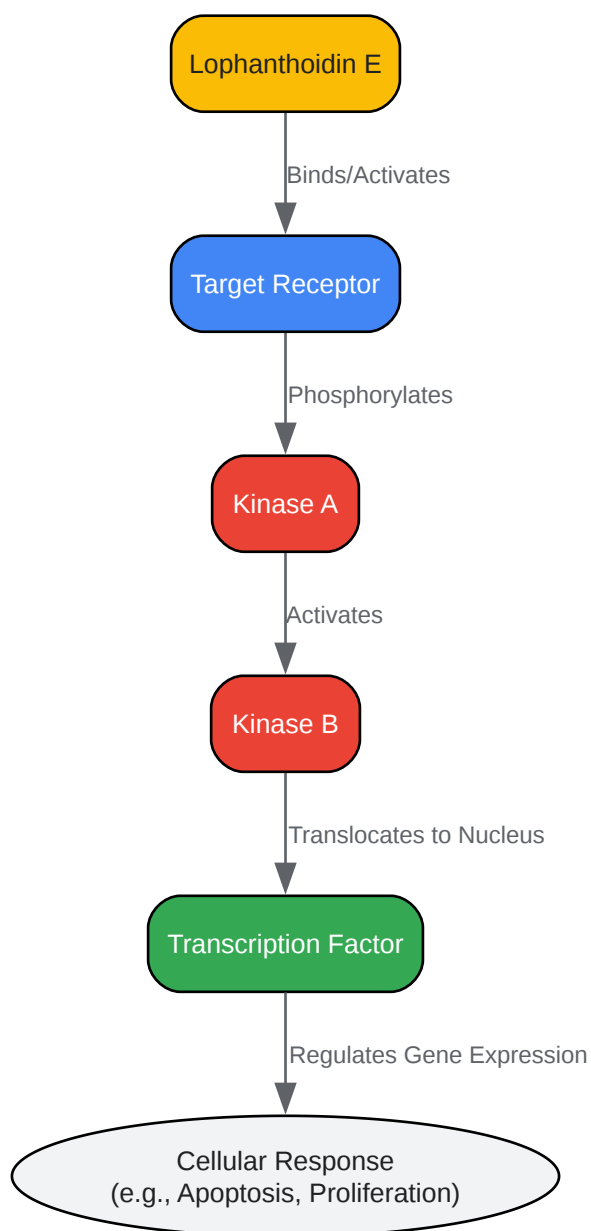 Lophanthoidin E
Binds/Activates
Target Receptor
Phosphorylates
Kinase A
Activates
Kinase B
Translocates to Nucleus
Transcription Factor
Regulates Gene Expression
Cellular Response
(e.g., Apoptosis, Proliferation)